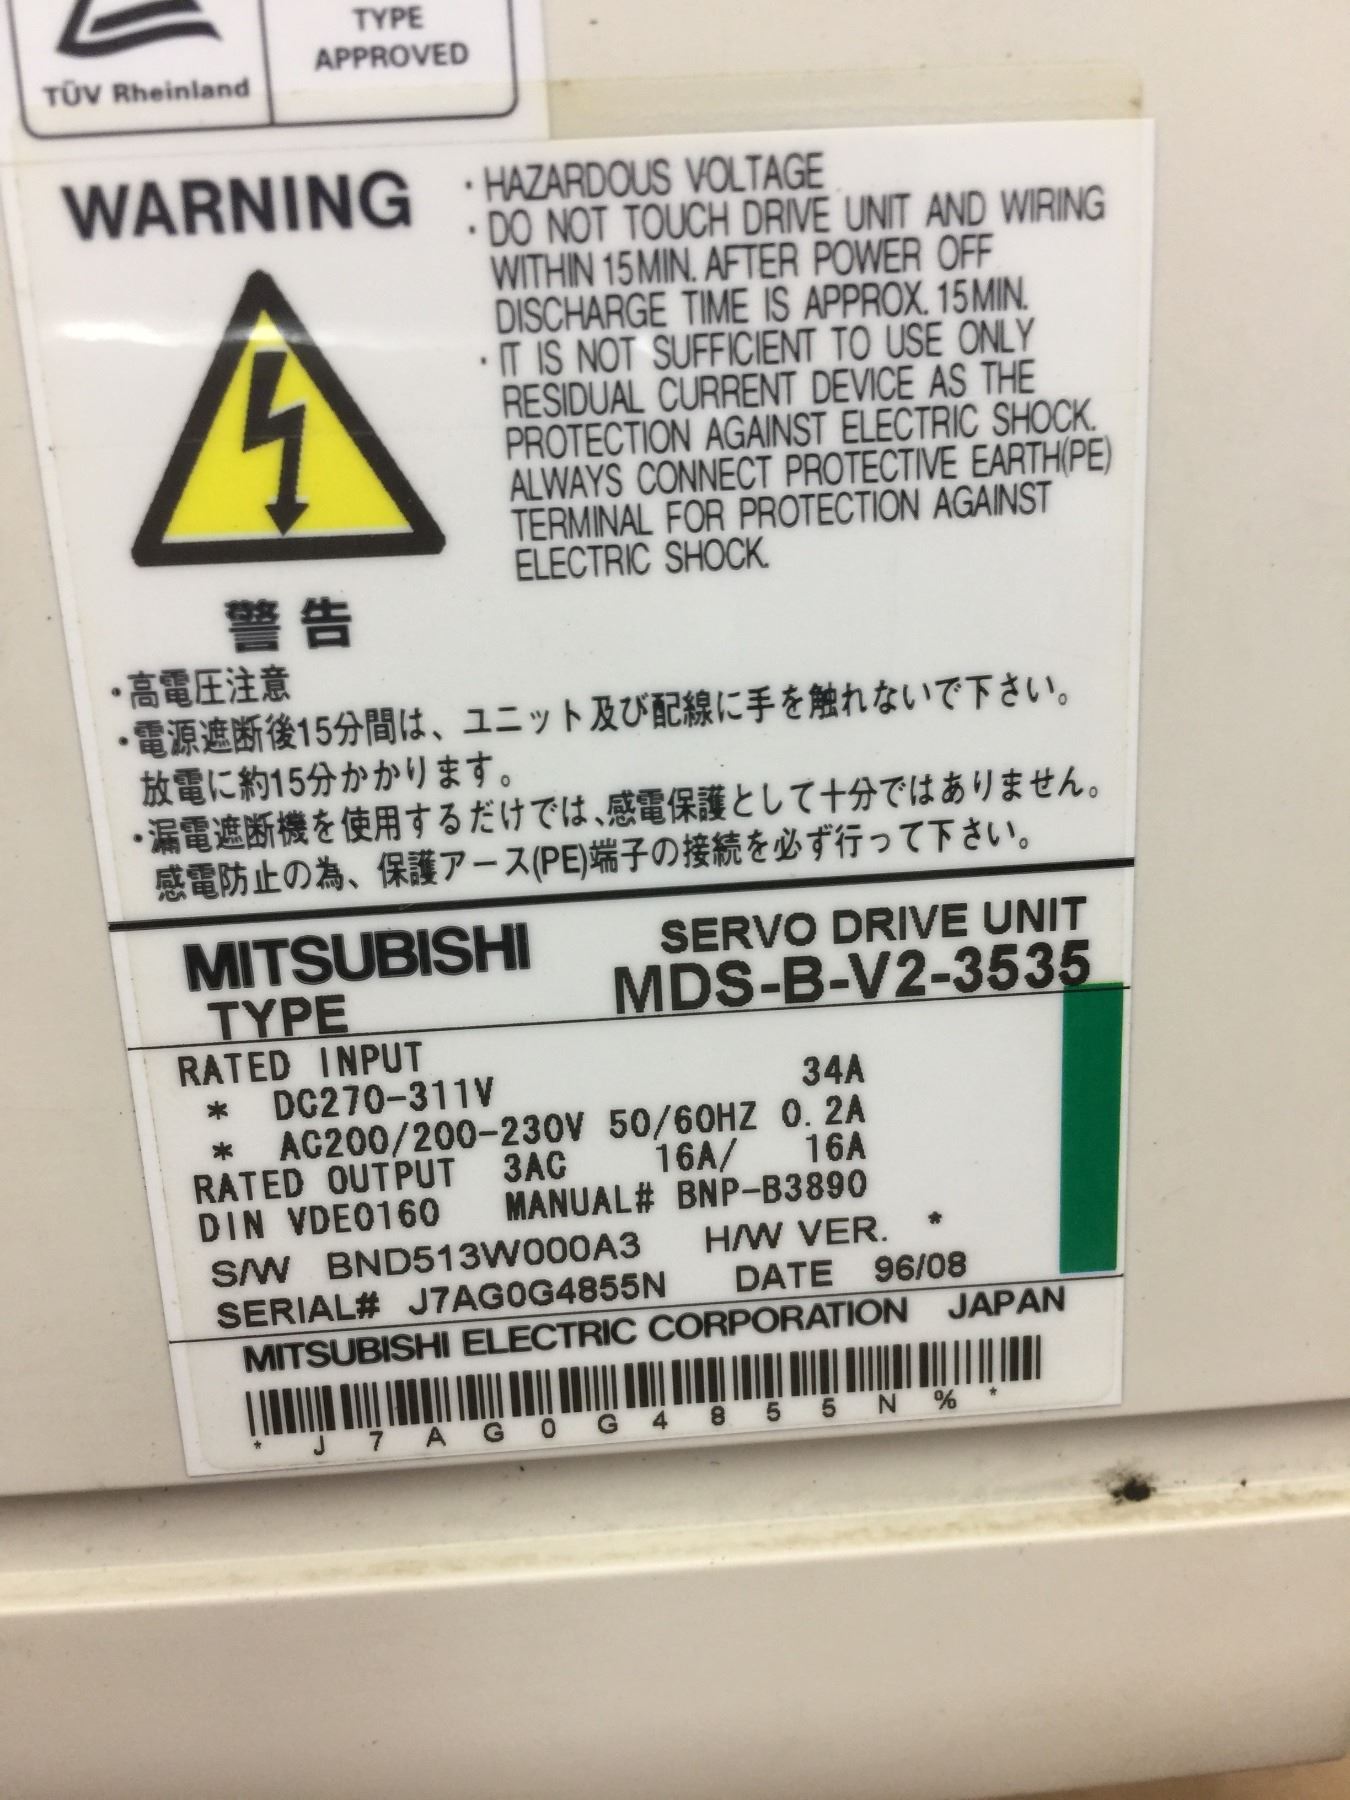 TYPE
APPROVED
TÜV Rheinland
WARNING
・HAZARDOUS VOLTAGE
・DO NOT TOUCH DRIVE UNIT AND WIRING
WITHIN 15MIN. AFTER POWER OFF
DISCHARGE TIME IS APPROX. 15MIN.
・IT IS NOT SUFFICIENT TO USE ONLY
RESIDUAL CURRENT DEVICE AS THE
PROTECTION AGAINST ELECTRIC SHOCK.
ALWAYS CONNECT PROTECTIVE EARTH(PE)
TERMINAL FOR PROTECTION AGAINST
ELECTRIC SHOCK.
警告
・高電圧注意
・電源遮断後15分間は、ユニット及び配線に手を触れないで下さい。
放電に約15分かかります。
・漏電遮断機を使用するだけでは、感電保護として十分ではありません。
感電防止の為、保護アース(PE)端子の接続を必ず行って下さい。
MITSUBISHI SERVO DRIVE UNIT
TYPE MDS-B-V2-3535
RATED INPUT
* DC270-311V 34A
* AC200/200-230V 50/60HZ 0.2A
RATED OUTPUT 3AC 16A/ 16A
DIN VDE0160 MANUAL# BNP-B3890
S/W BND513W000A3 H/W VER. *
SERIAL# J7AG0G4855N DATE 96/08
MITSUBISHI ELECTRIC CORPORATION JAPAN
* J 7 A G 0 G 4 8 5 5 N % *